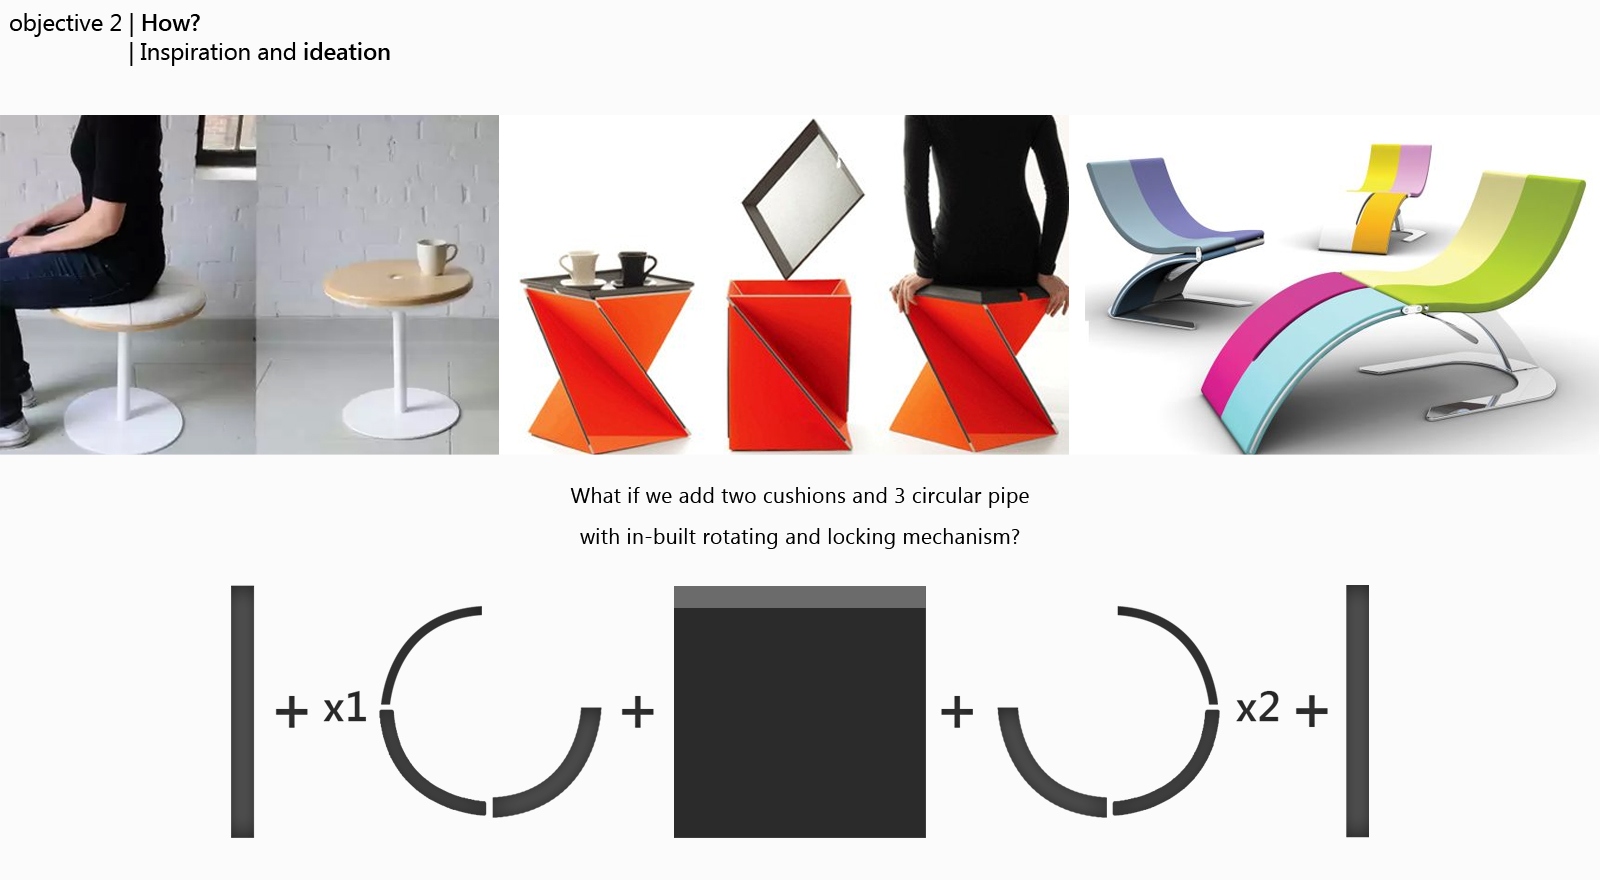 objective 2 | How?
| Inspiration and ideation
What if we add two cushions and 3 circular pipe
with in-built rotating and locking mechanism?
+ x1 + + x2 +